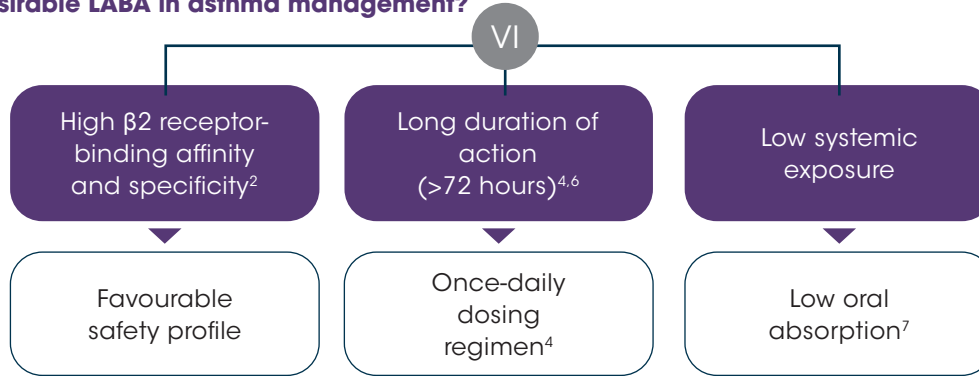 sirable LABA in asthma management?
VI
High β2 receptor-
binding affinity
and specificity²
Long duration of
action
(>72 hours)⁴,⁶
Low systemic
exposure
Favourable
safety profile
Once-daily
dosing
regimen⁴
Low oral
absorption⁷